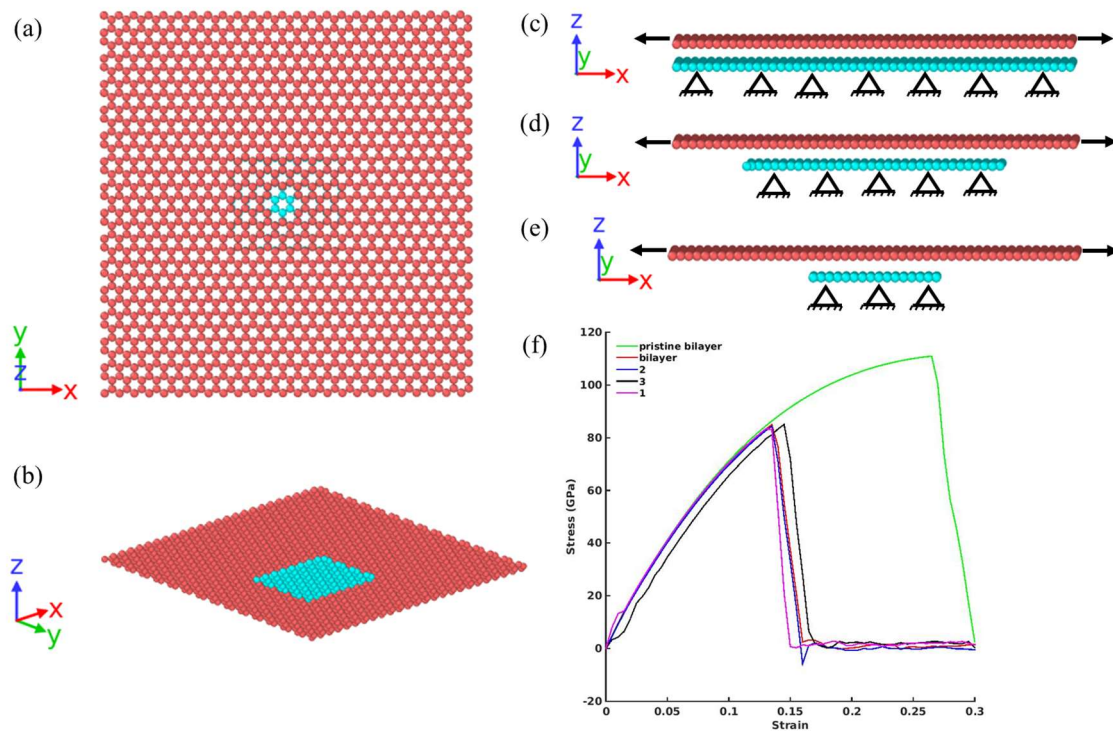 (a)
y
z
x
(b)
z
x
y
(c)
z
y
x
(d)
z
y
x
(e)
z
y
x
(f)
120
100
80
60
40
20
0
-20
Stress (GPa)
pristine bilayer
bilayer
2
3
1
0
0.05
0.1
0.15
0.2
0.25
0.3
Strain